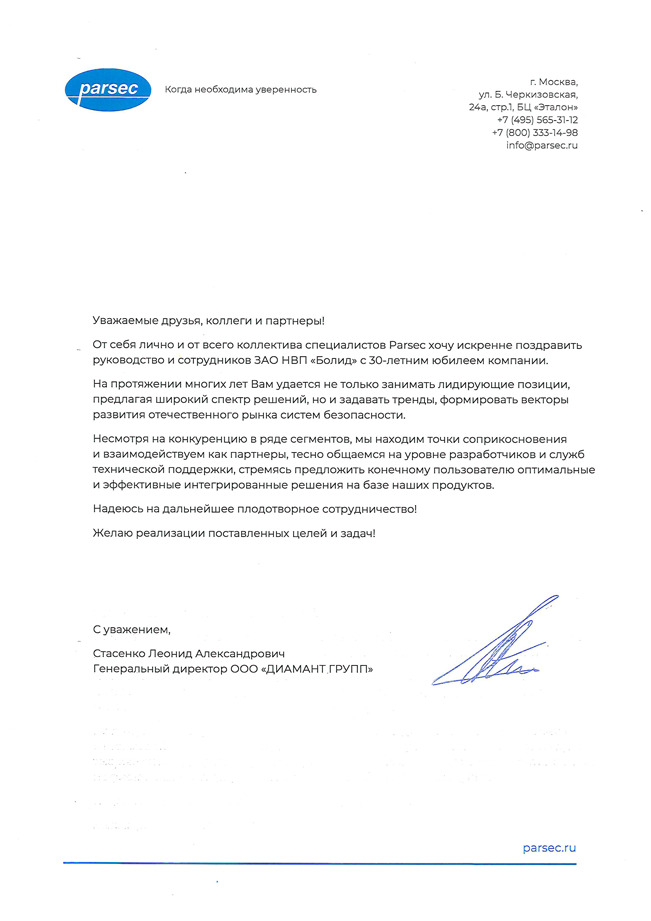 parsec
Когда необходима уверенность
г. Москва,
ул. Б. Черкизовская,
24а, стр.1, БЦ «Эталон»
+7 (495) 565-31-12
+7 (800) 333-14-98
info@parsec.ru
Уважаемые друзья, коллеги и партнеры!
От себя лично и от всего коллектива специалистов Parsec хочу искренне поздравить
руководство и сотрудников ЗАО НВП «Болид» с 30-летним юбилеем компании.
На протяжении многих лет Вам удается не только занимать лидирующие позиции,
предлагая широкий спектр решений, но и задавать тренды, формировать векторы
развития отечественного рынка систем безопасности.
Несмотря на конкуренцию в ряде сегментов, мы находим точки соприкосновения
и взаимодействуем как партнеры, тесно общаемся на уровне разработчиков и служб
технической поддержки, стремясь предложить конечному пользователю оптимальные
и эффективные интегрированные решения на базе наших продуктов.
Надеюсь на дальнейшее плодотворное сотрудничество!
Желаю реализации поставленных целей и задач!
С уважением,
Стасенко Леонид Александрович
Генеральный директор ООО «ДИАМАНТ ГРУПП»
parsec.ru